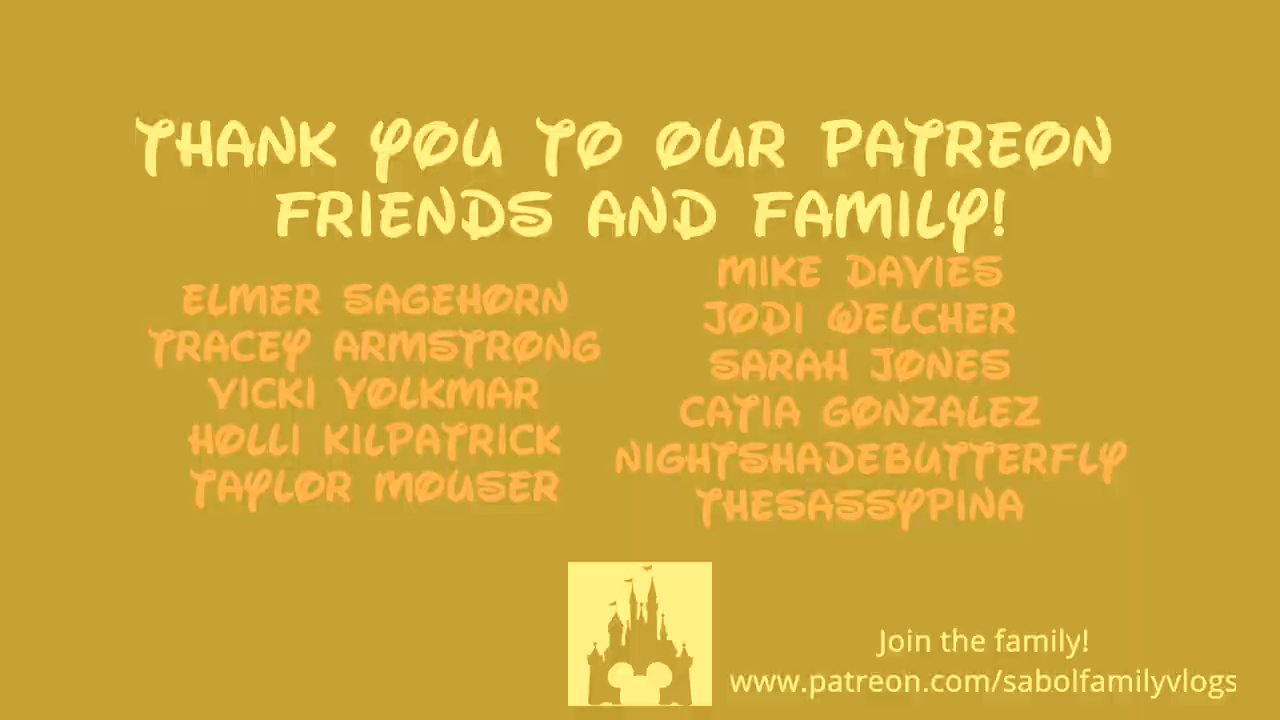 THANK YOU TO OUR PATREON
FRIENDS AND FAMILY!
ELMER SAGEHORN
TRACEY ARMSTRONG
VICKI VOLKMAR
HOLLI KILPATRICK
TAYLOR MOUSER
MIKE DAVIES
JODI WELCHER
SARAH JONES
CATIA GONZALEZ
NIGHTSHADEBUTTERFLY
THESASSYPINA
Join the family!
www.patreon.com/sabolfamilyvlogs